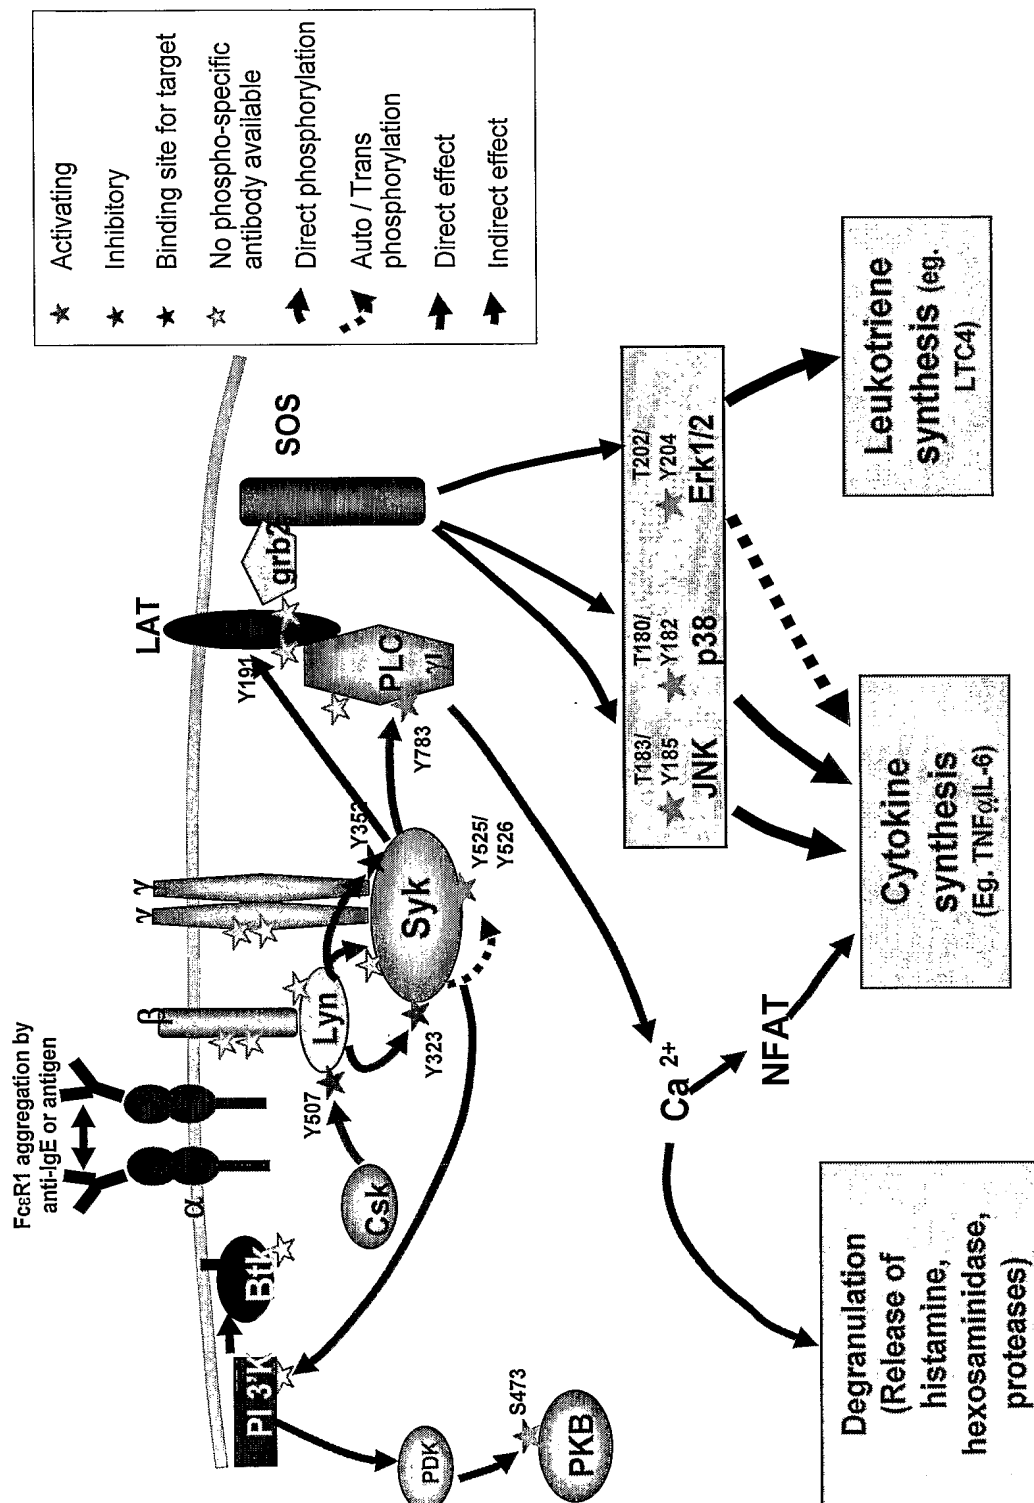 FcεR1 aggregation by
anti-IgE or antigen
α
β
γ
γ
LAT
SOS
grb2
Y191
PLC
γI
Y783
Y352
Syk
Y525/
Y526
Lyn
Y323
Y507
Csk
Btk
PI 3'K
PDK
S473
PKB
Ca
2+
NFAT
T183/
Y185
JNK
T180/
Y182
p38
T202/
Y204
Erk1/2
Degranulation
(Release of
histamine,
hexosaminidase,
proteases)
Cytokine
synthesis
(Eg. TNFα,IL-6)
Leukotriene
synthesis (eg.
LTC4)
Activating
Inhibitory
Binding site for target
No phospho-specific
antibody available
Direct phosphorylation
Auto / Trans
phosphorylation
Direct effect
Indirect effect